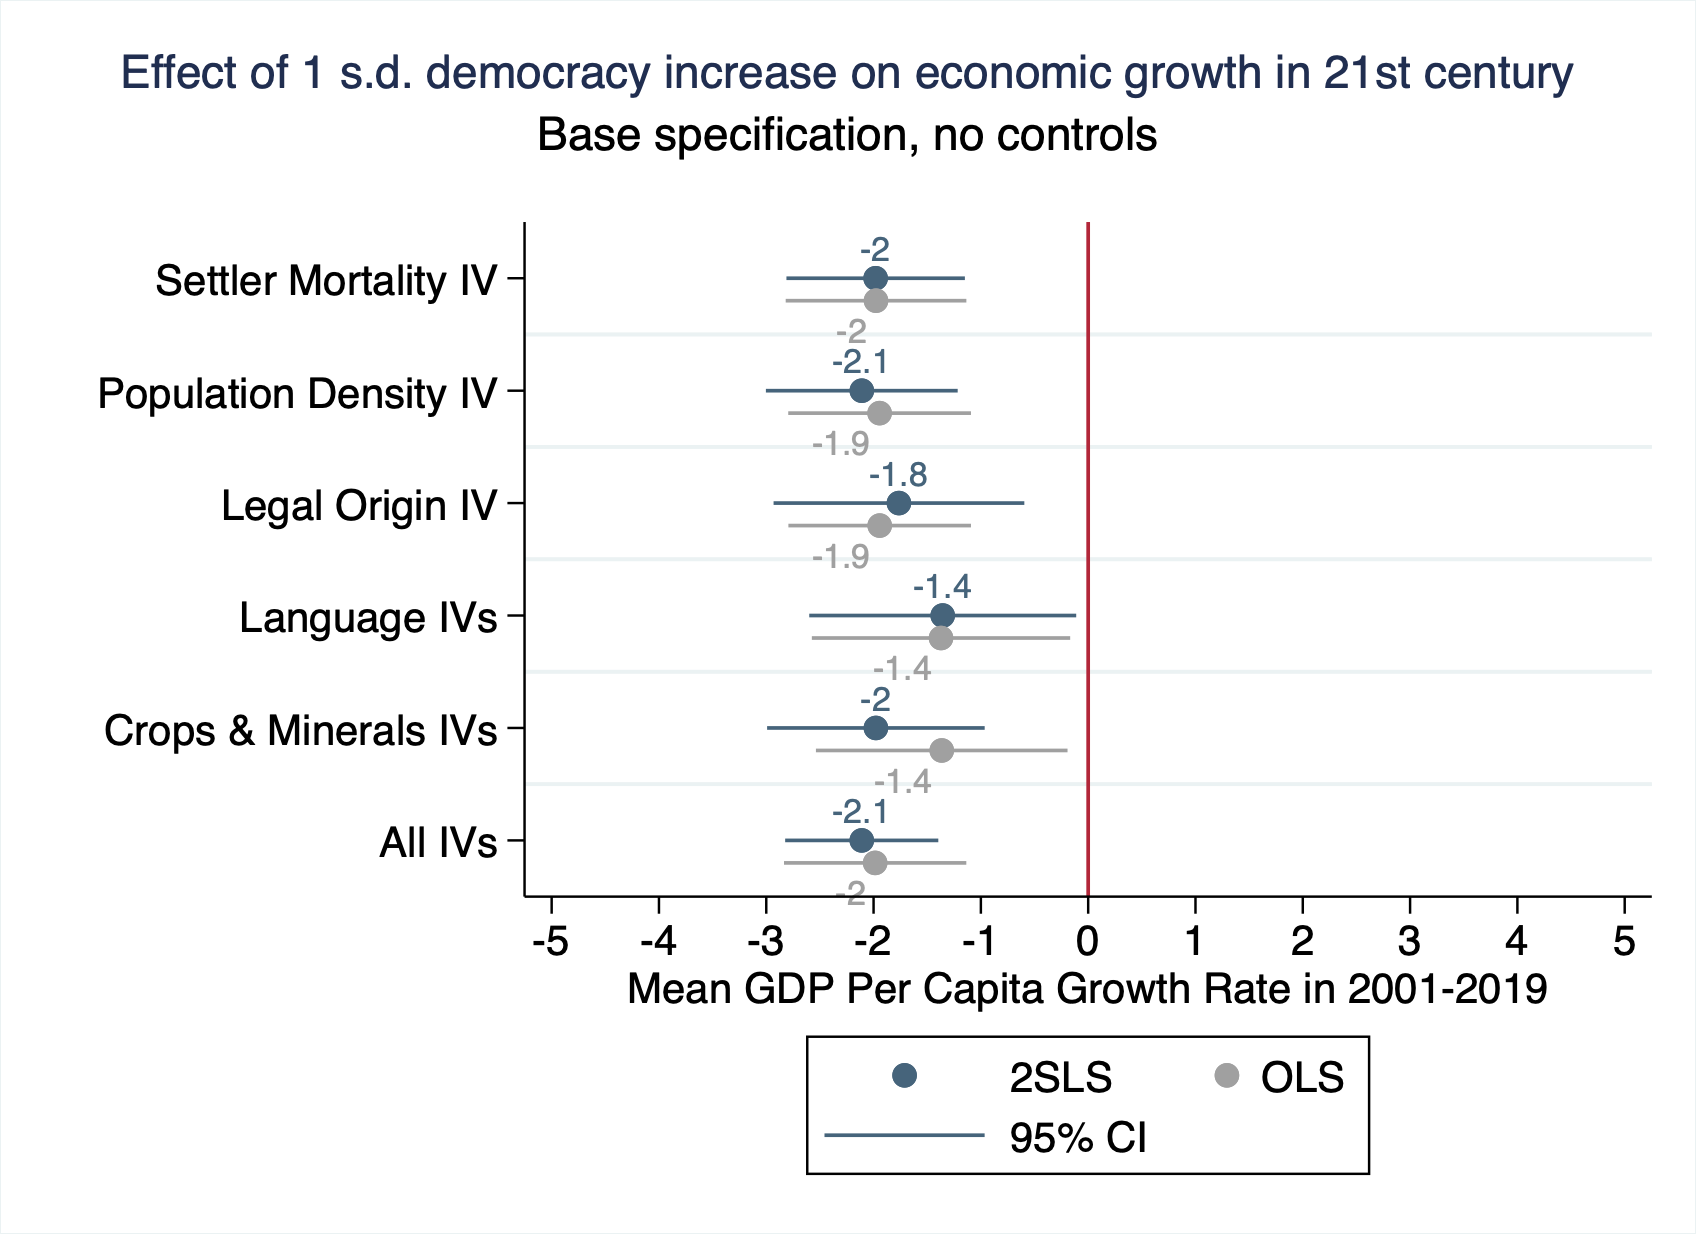 Effect of 1 s.d. democracy increase on economic growth in 21st century
Base specification, no controls
Settler Mortality IV
-2
-2
Population Density IV
-2.1
-1.9
Legal Origin IV
-1.8
-1.9
Language IVs
-1.4
-1.4
Crops & Minerals IVs
-2
-1.4
All IVs
-2.1
-2
-5 -4 -3 -2 -1 0 1 2 3 4 5
Mean GDP Per Capita Growth Rate in 2001-2019
2SLS OLS
95% CI